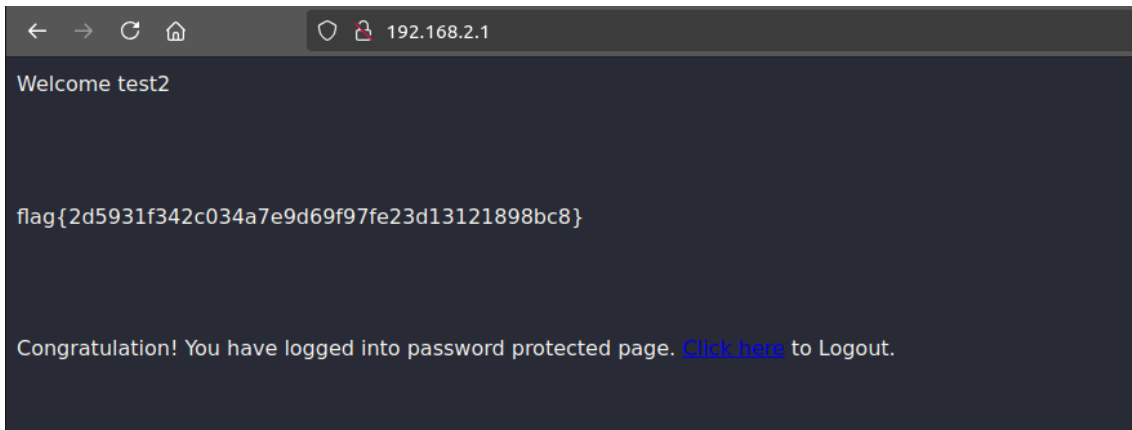 192.168.2.1
Welcome test2
flag{2d5931f342c034a7e9d69f97fe23d13121898bc8}
Congratulation! You have logged into password protected page. Click here to Logout.